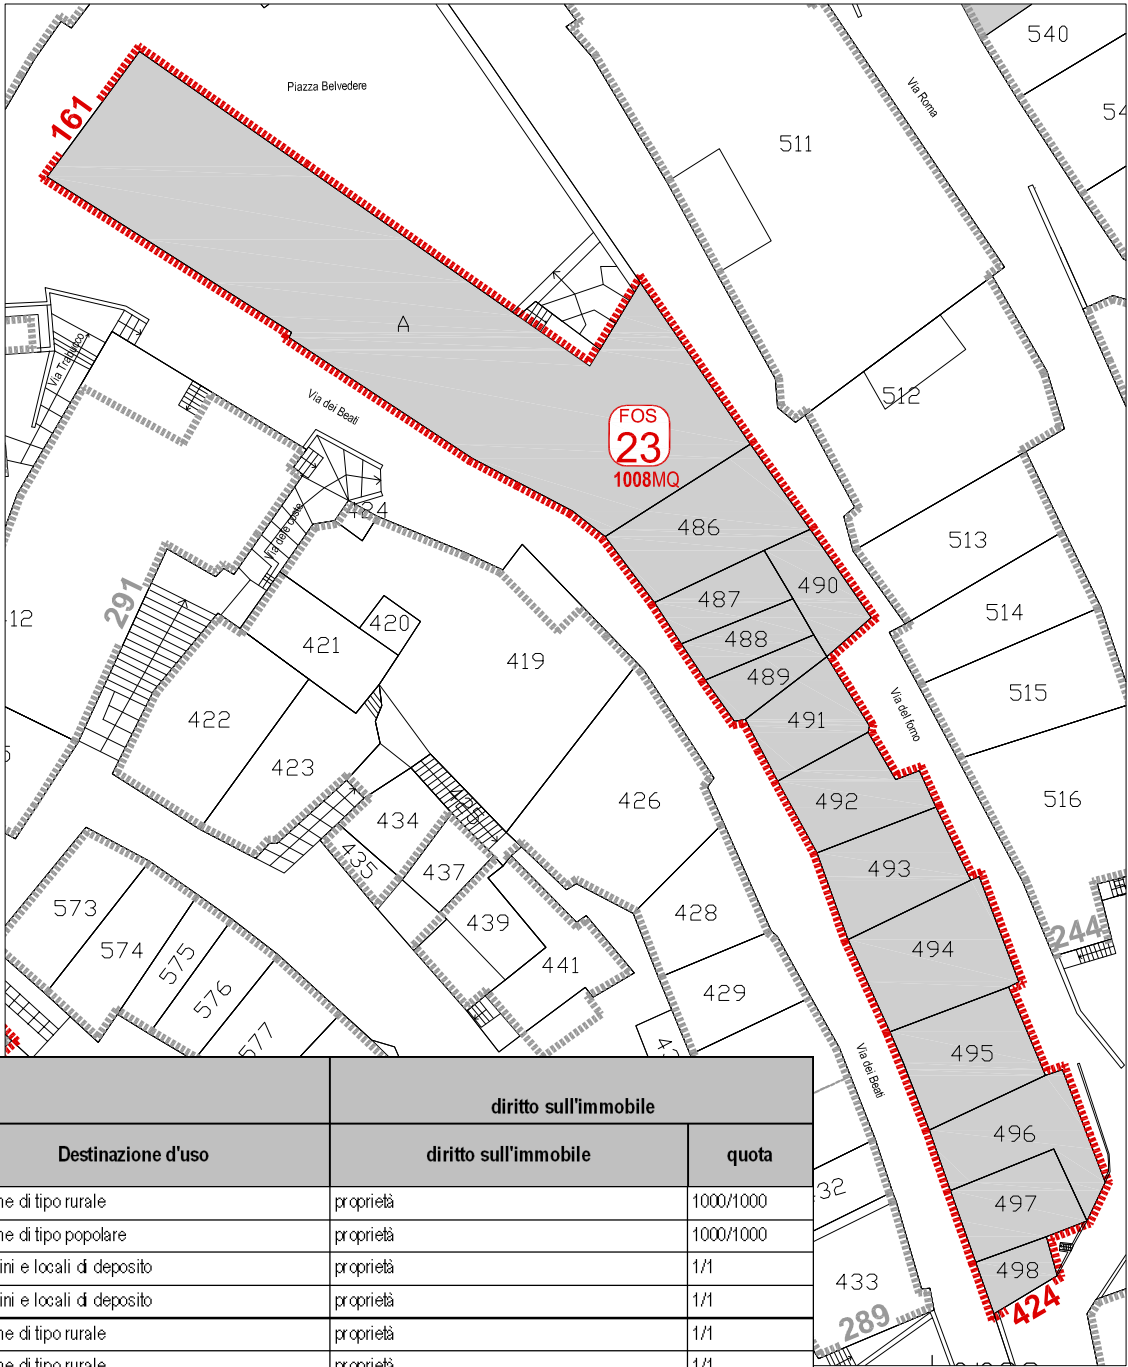 540
Via Roma
Piazza Belvedere
161
511
A
Via Trabucco
Via dei Beati
512
FOS
23
1008MQ
424
486
513
Via dele coste
291
490
487
514
420
488
421
419
489
515
422
491
Via del forno
423
492
426
516
434
425
493
435
437
573
428
439
244
574
494
575
441
429
576
577
495
Via dei Beati
diritto sull'immobile
496
Destinazione d'uso
diritto sull'immobile
quota
497
ne di tipo rurale
proprietà
1000/1000
ne di tipo popolare
proprietà
1000/1000
ini e locali di deposito
proprietà
1/1
498
433
ini e locali di deposito
proprietà
1/1
424
289
ne di tipo rurale
proprietà
1/1
ne di tipo rurale
proprietà
1/1